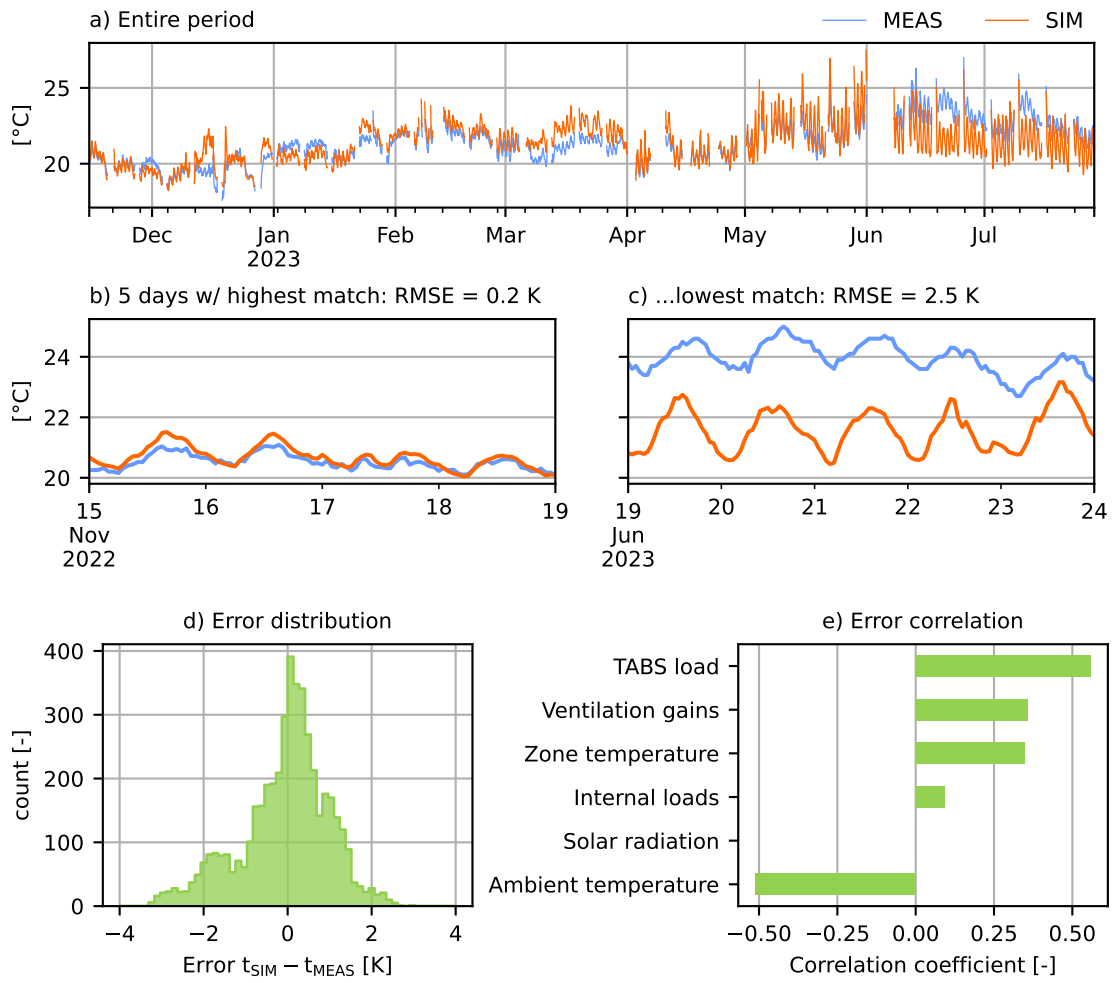 a) Entire period
MEAS SIM
[°C]
25
20
Dec Jan Feb Mar Apr May Jun Jul
2023
b) 5 days w/ highest match: RMSE = 0.2 K
[°C]
24
22
20
15 16 17 18 19
Nov
2022
c) ...lowest match: RMSE = 2.5 K
19 20 21 22 23 24
Jun
2023
d) Error distribution
count [-]
400
300
200
100
0
−4 −2 0 2 4
Error t_SIM − t_MEAS [K]
e) Error correlation
TABS load
Ventilation gains
Zone temperature
Internal loads
Solar radiation
Ambient temperature
−0.50 −0.25 0.00 0.25 0.50
Correlation coefficient [-]